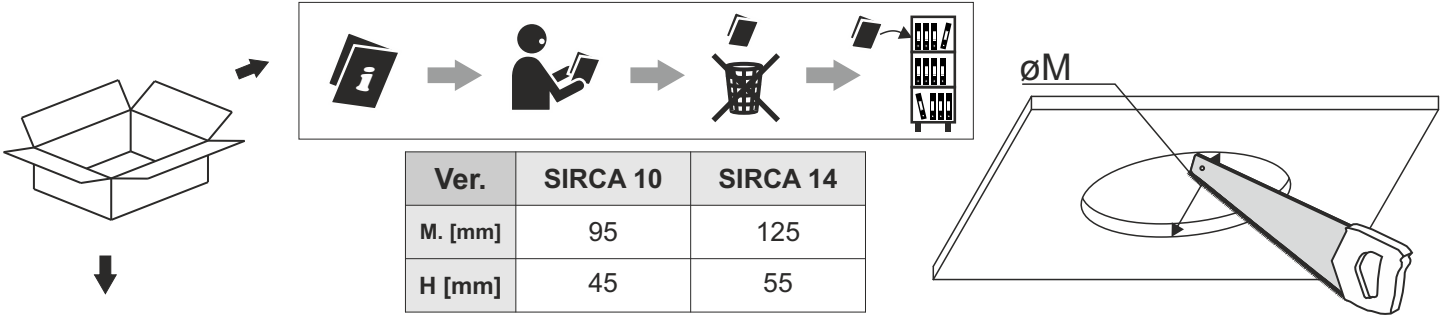 i
øM
Ver. SIRCA 10 SIRCA 14
M. [mm] 95 125
H [mm] 45 55